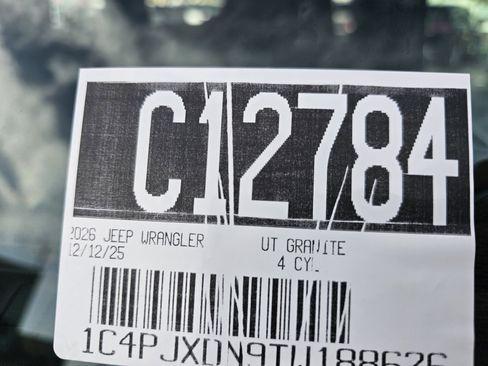 C12784
2026 JEEP WRANGLER UT GRANITE
12/12/25 4 CYL
1C4PJXDN9TW188626